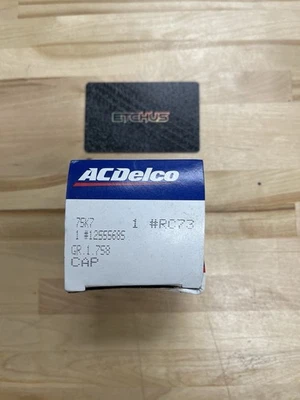 ETCHUS
ACDelco
75K7 1 #RC73
1 #12555685
GR 1.758
CAP